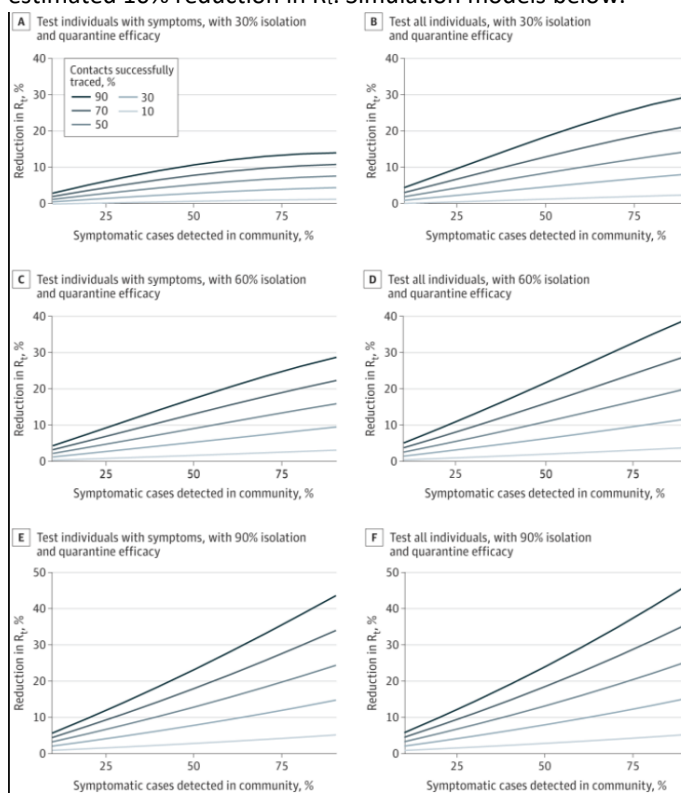 estimated 10% reduction in Rt. Simulation models below:
A Test individuals with symptoms, with 30% isolation
and quarantine efficacy
Contacts successfully
traced, %
90 30
70 10
50
40
30
20
10
0
Reduction in Rt, %
25 50 75
Symptomatic cases detected in community, %
B Test all individuals, with 30% isolation
and quarantine efficacy
40
30
20
10
0
Reduction in Rt, %
25 50 75
Symptomatic cases detected in community, %
C Test individuals with symptoms, with 60% isolation
and quarantine efficacy
40
30
20
10
0
Reduction in Rt, %
25 50 75
Symptomatic cases detected in community, %
D Test all individuals, with 60% isolation
and quarantine efficacy
40
30
20
10
0
Reduction in Rt, %
25 50 75
Symptomatic cases detected in community, %
E Test individuals with symptoms, with 90% isolation
and quarantine efficacy
50
40
30
20
10
0
Reduction in Rt, %
25 50 75
Symptomatic cases detected in community, %
F Test all individuals, with 90% isolation
and quarantine efficacy
50
40
30
20
10
0
Reduction in Rt, %
25 50 75
Symptomatic cases detected in community, %